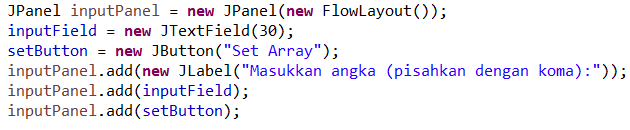 JPanel inputPanel = new JPanel(new FlowLayout());
inputField = new JTextField(30);
setButton = new JButton("Set Array");
inputPanel.add(new JLabel("Masukkan angka (pisahkan dengan koma):"));
inputPanel.add(inputField);
inputPanel.add(setButton);